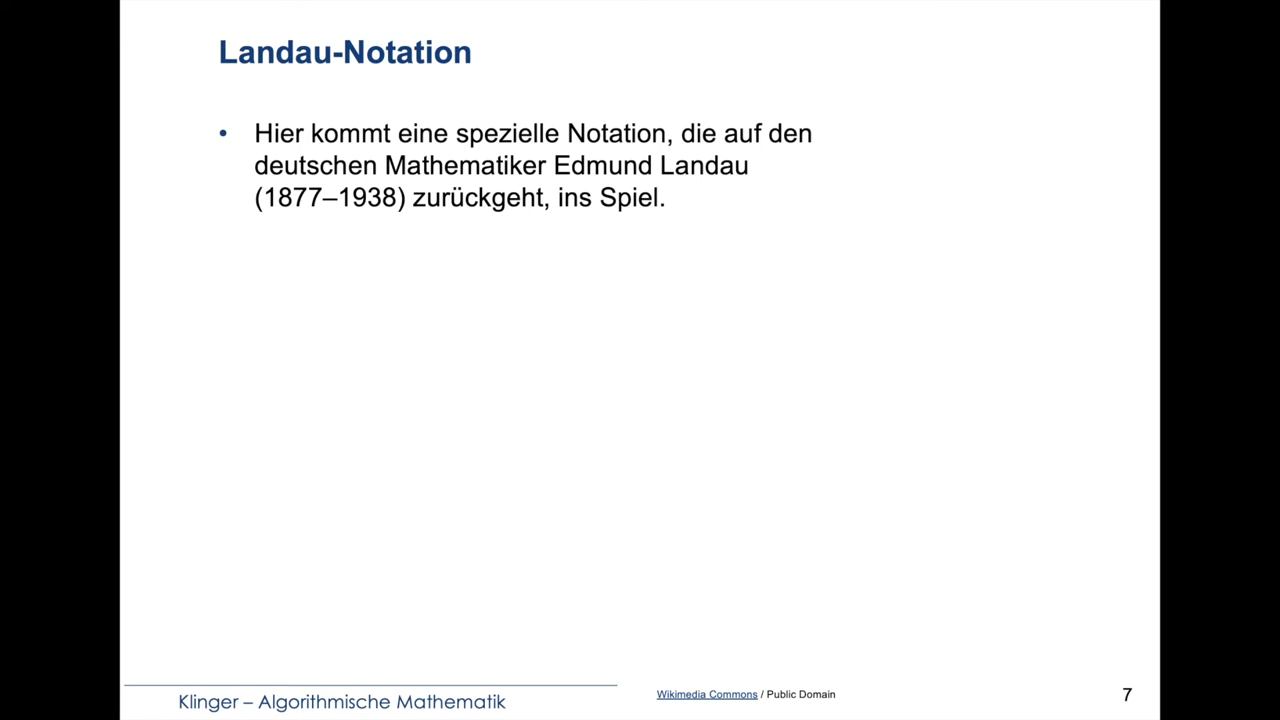 Landau-Notation
• Hier kommt eine spezielle Notation, die auf den
deutschen Mathematiker Edmund Landau
(1877–1938) zurückgeht, ins Spiel.
Klinger – Algorithmische Mathematik
Wikimedia Commons / Public Domain
7